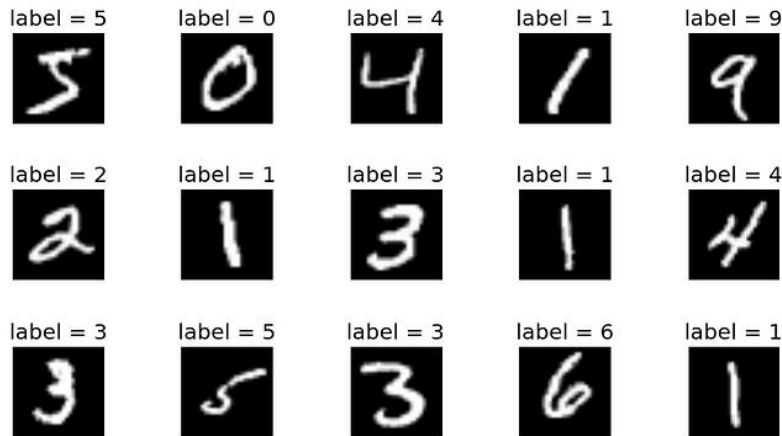 label = 5 label = 0 label = 4 label = 1 label = 9
5 0 4 1 9
label = 2 label = 1 label = 3 label = 1 label = 4
2 1 3 1 4
label = 3 label = 5 label = 3 label = 6 label = 1
3 5 3 6 1